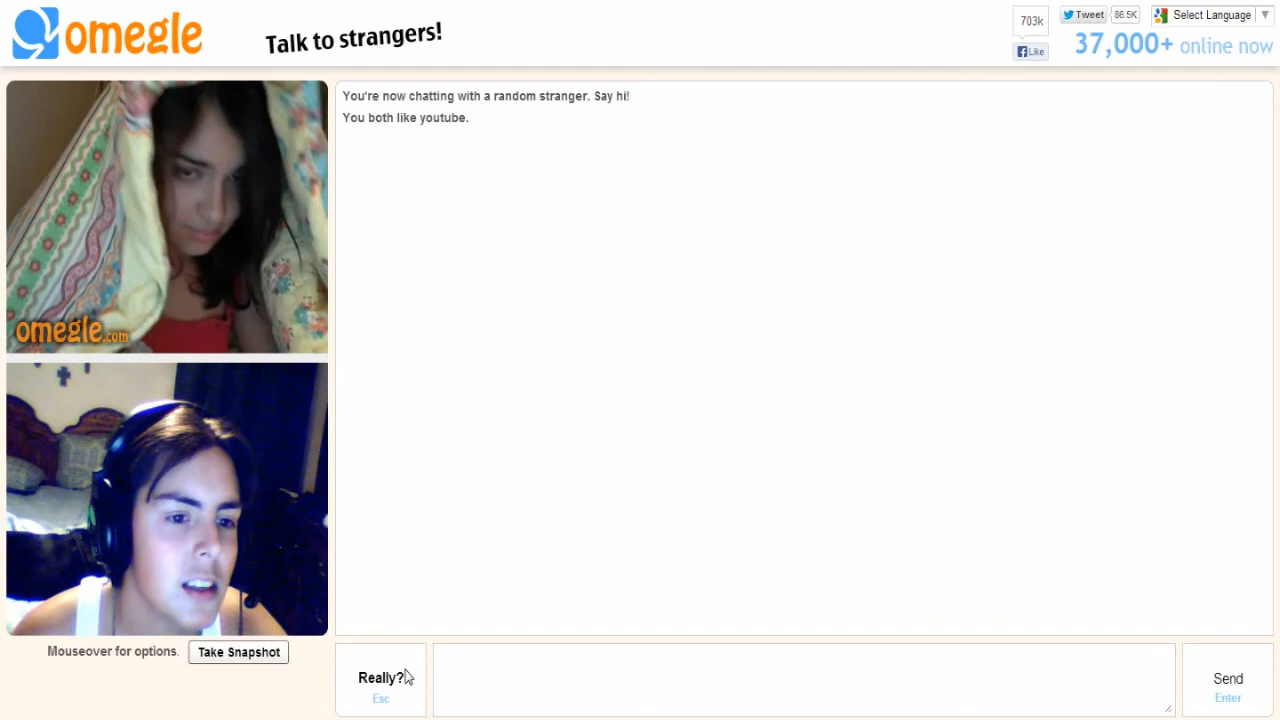 omegle
Talk to strangers!
703k
Like
Tweet
86.5K
Select Language
37,000+ online now
You're now chatting with a random stranger. Say hi!
You both like youtube.
omegle.com
Mouseover for options.
Take Snapshot
Really?
Esc
Send
Enter